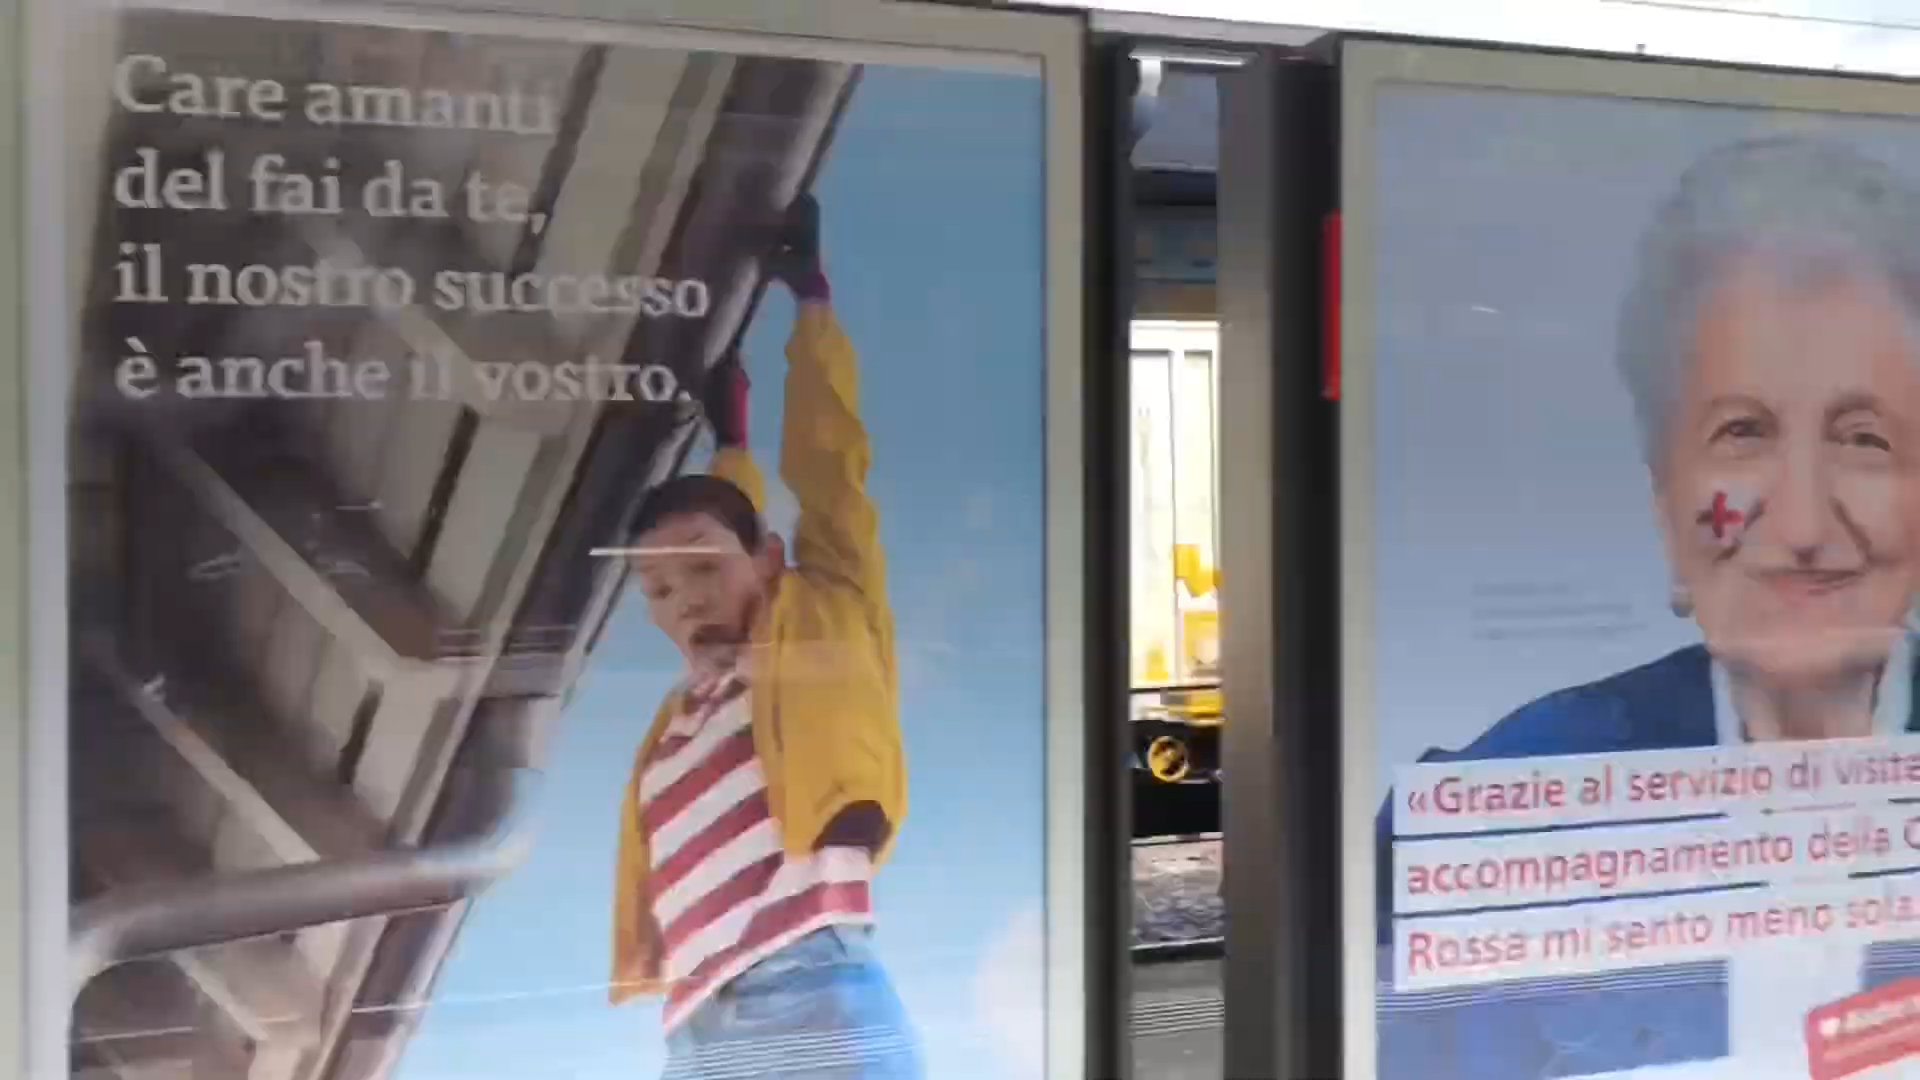 Care amanti
del fai da te,
il nostro successo
è anche il vostro.
«Grazie al servizio di visite
accompagnamento della C
Rossa mi sento meno sola.